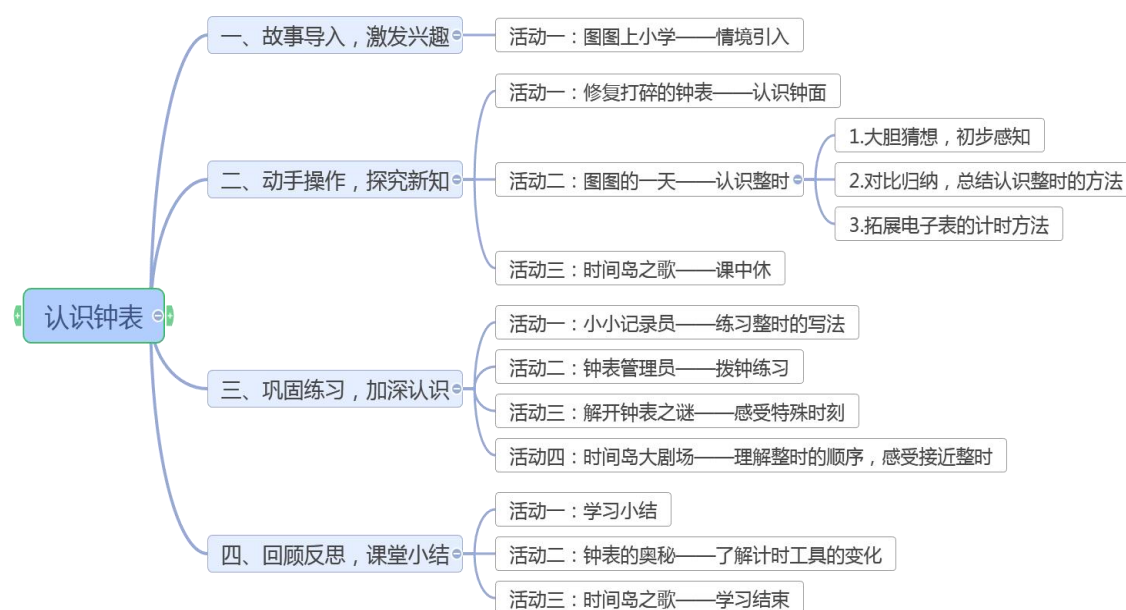 认识钟表
一、故事导入，激发兴趣
活动一：图图上小学——情境引入
二、动手操作，探究新知
活动一：修复打碎的钟表——认识钟面
活动二：图图的一天——认识整时
1.大胆猜想，初步感知
2.对比归纳，总结认识整时的方法
3.拓展电子表的计时方法
活动三：时间岛之歌——课中休
三、巩固练习，加深认识
活动一：小小记录员——练习整时的写法
活动二：钟表管理员——拨钟练习
活动三：解开钟表之谜——感受特殊时刻
活动四：时间岛大剧场——理解整时的顺序，感受接近整时
四、回顾反思，课堂小结
活动一：学习小结
活动二：钟表的奥秘——了解计时工具的变化
活动三：时间岛之歌——学习结束